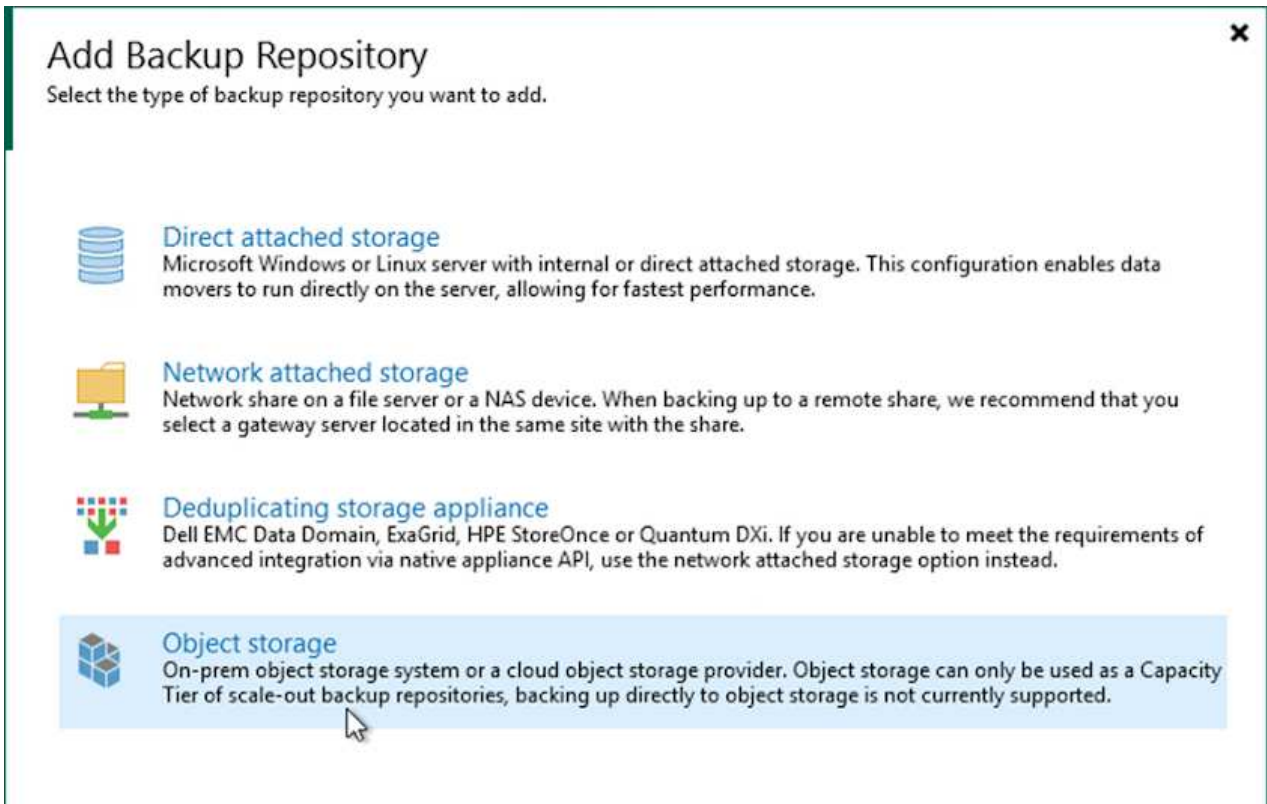 Add Backup Repository
Select the type of backup repository you want to add.
Direct attached storage
Microsoft Windows or Linux server with internal or direct attached storage. This configuration enables data
movers to run directly on the server, allowing for fastest performance.
Network attached storage
Network share on a file server or a NAS device. When backing up to a remote share, we recommend that you
select a gateway server located in the same site with the share.
Deduplicating storage appliance
Dell EMC Data Domain, ExaGrid, HPE StoreOnce or Quantum DXi. If you are unable to meet the requirements of
advanced integration via native appliance API, use the network attached storage option instead.
Object storage
On-prem object storage system or a cloud object storage provider. Object storage can only be used as a Capacity
Tier of scale-out backup repositories, backing up directly to object storage is not currently supported.